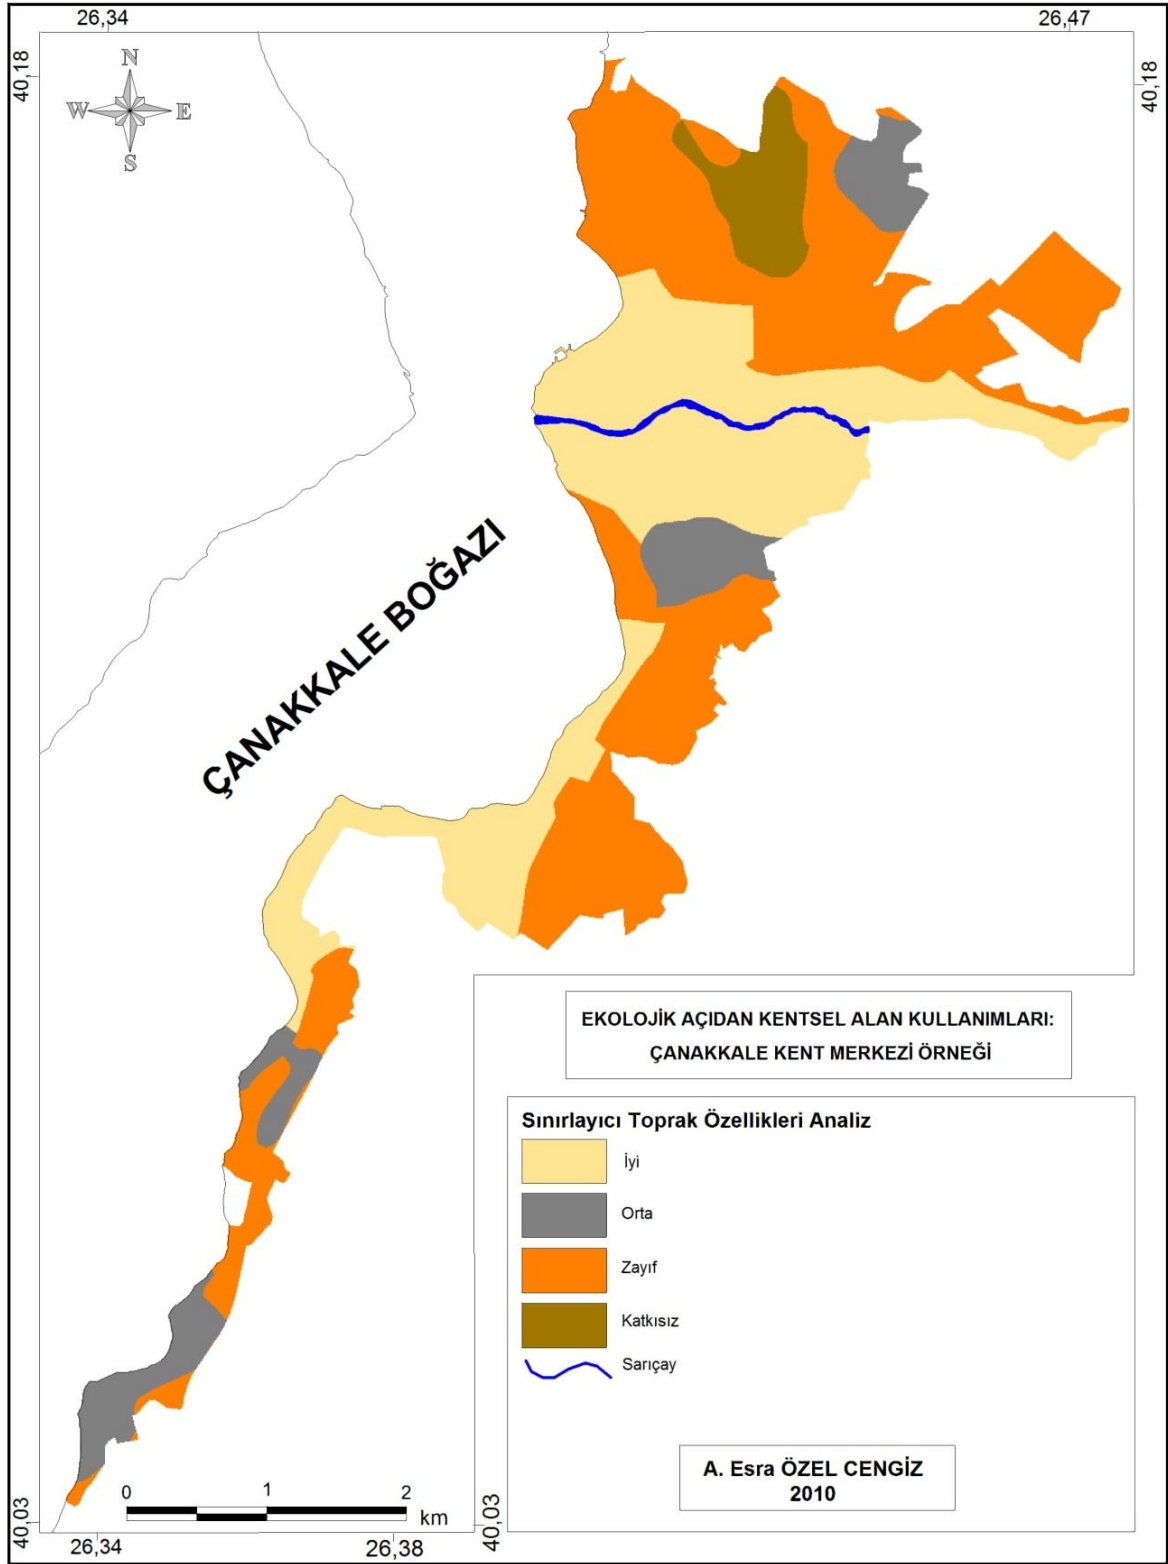 26,34
26,47
40,18
40,18
N
W
E
S
ÇANAKKALE BOĞAZI
EKOLOJİK AÇIDAN KENTSEL ALAN KULLANIMLARI:
ÇANAKKALE KENT MERKEZİ ÖRNEĞİ
Sınırlayıcı Toprak Özellikleri Analiz
İyi
Orta
Zayıf
Katkısız
Sarıçay
A. Esra ÖZEL CENGİZ
2010
0
1
2
km
40,03
40,03
26,34
26,38